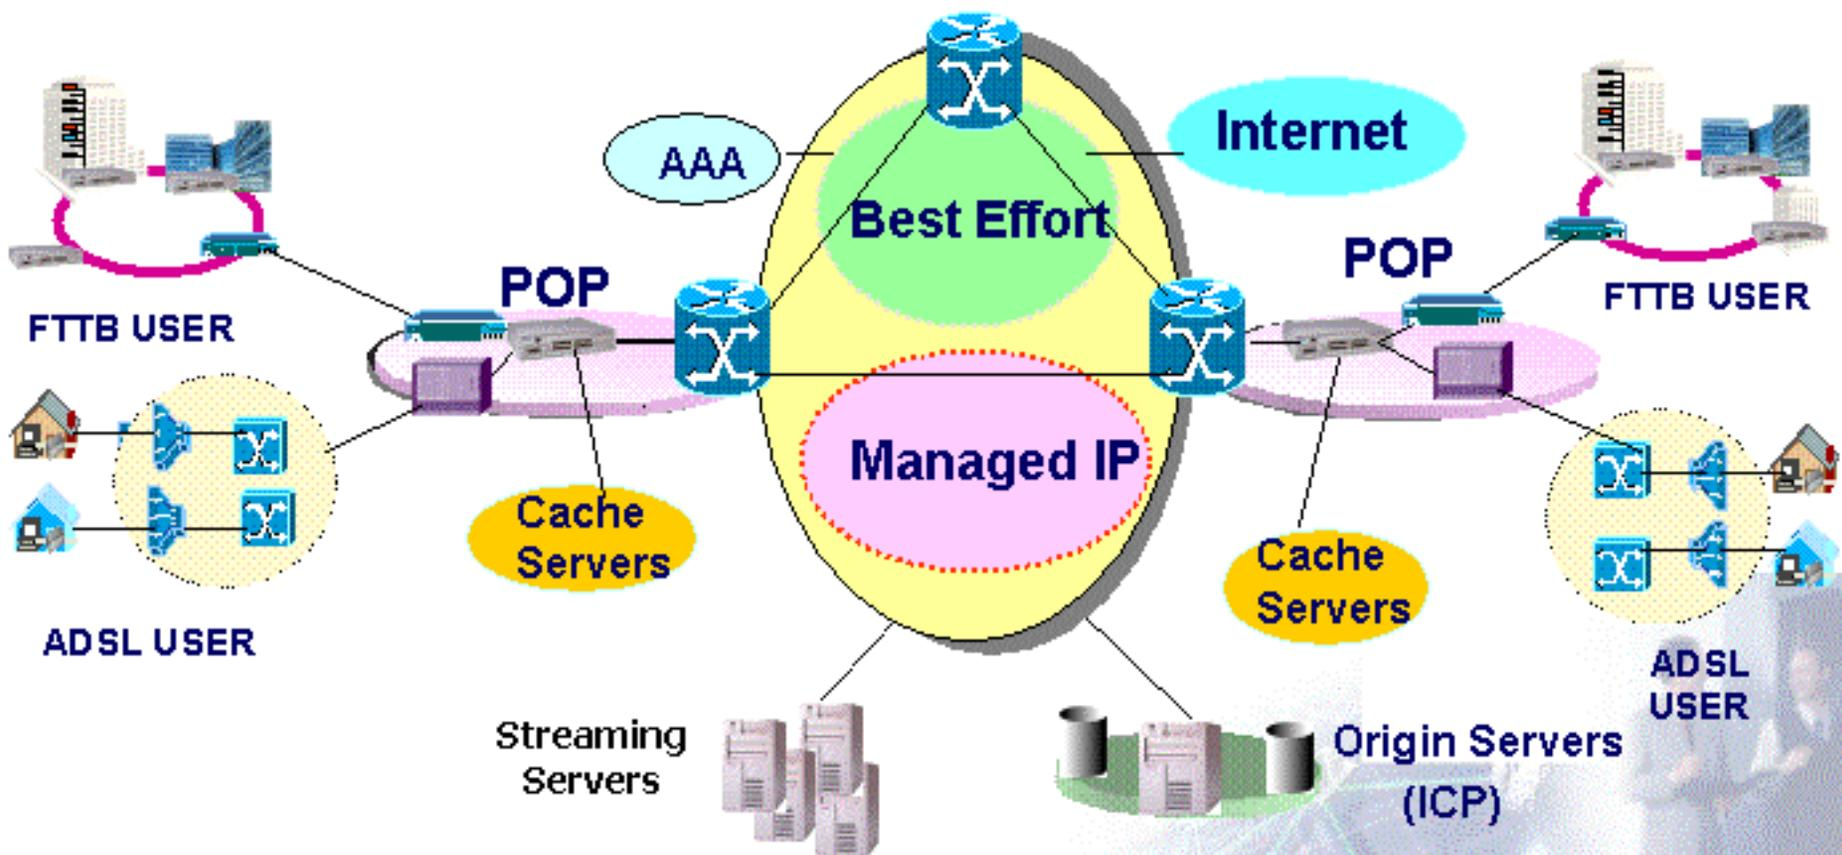 AAA
Internet
Best Effort
POP
POP
FTTB USER
FTTB USER
Managed IP
Cache
Servers
Cache
Servers
ADSL USER
ADSL
USER
Streaming
Servers
Origin Servers
(ICP)